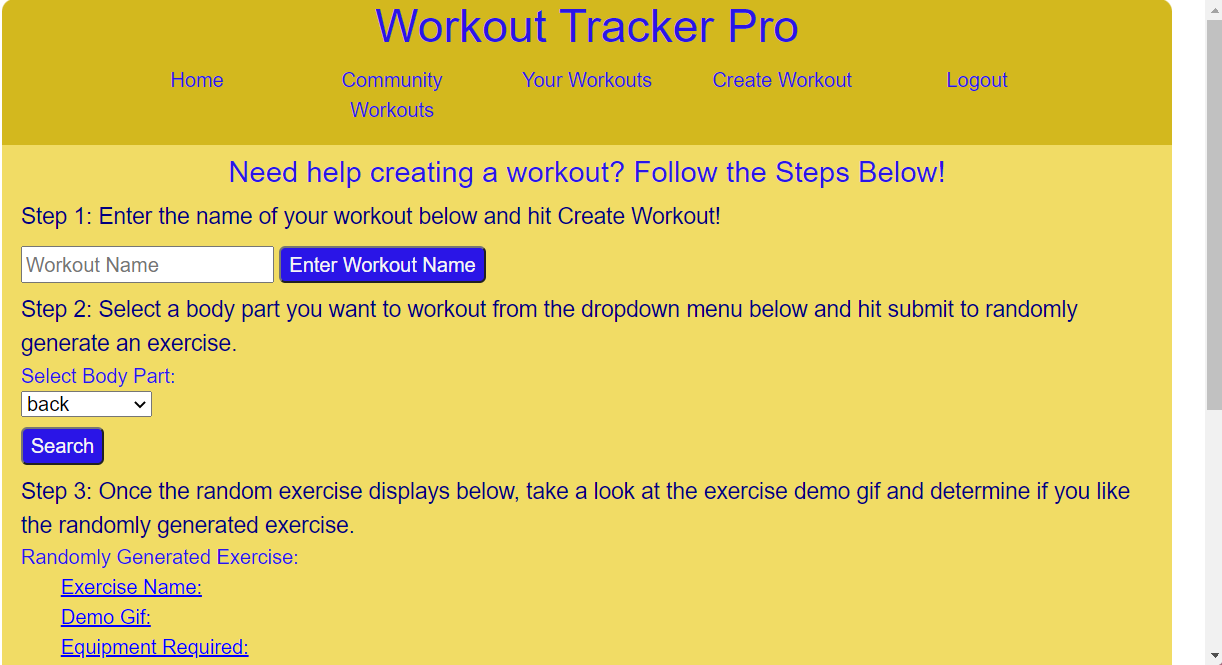 Workout Tracker Pro
Home
Community
Workouts
Your Workouts
Create Workout
Logout
Need help creating a workout? Follow the Steps Below!
Step 1: Enter the name of your workout below and hit Create Workout!
Workout Name
Enter Workout Name
Step 2: Select a body part you want to workout from the dropdown menu below and hit submit to randomly
generate an exercise.
Select Body Part:
back
Search
Step 3: Once the random exercise displays below, take a look at the exercise demo gif and determine if you like
the randomly generated exercise.
Randomly Generated Exercise:
Exercise Name:
Demo Gif:
Equipment Required: